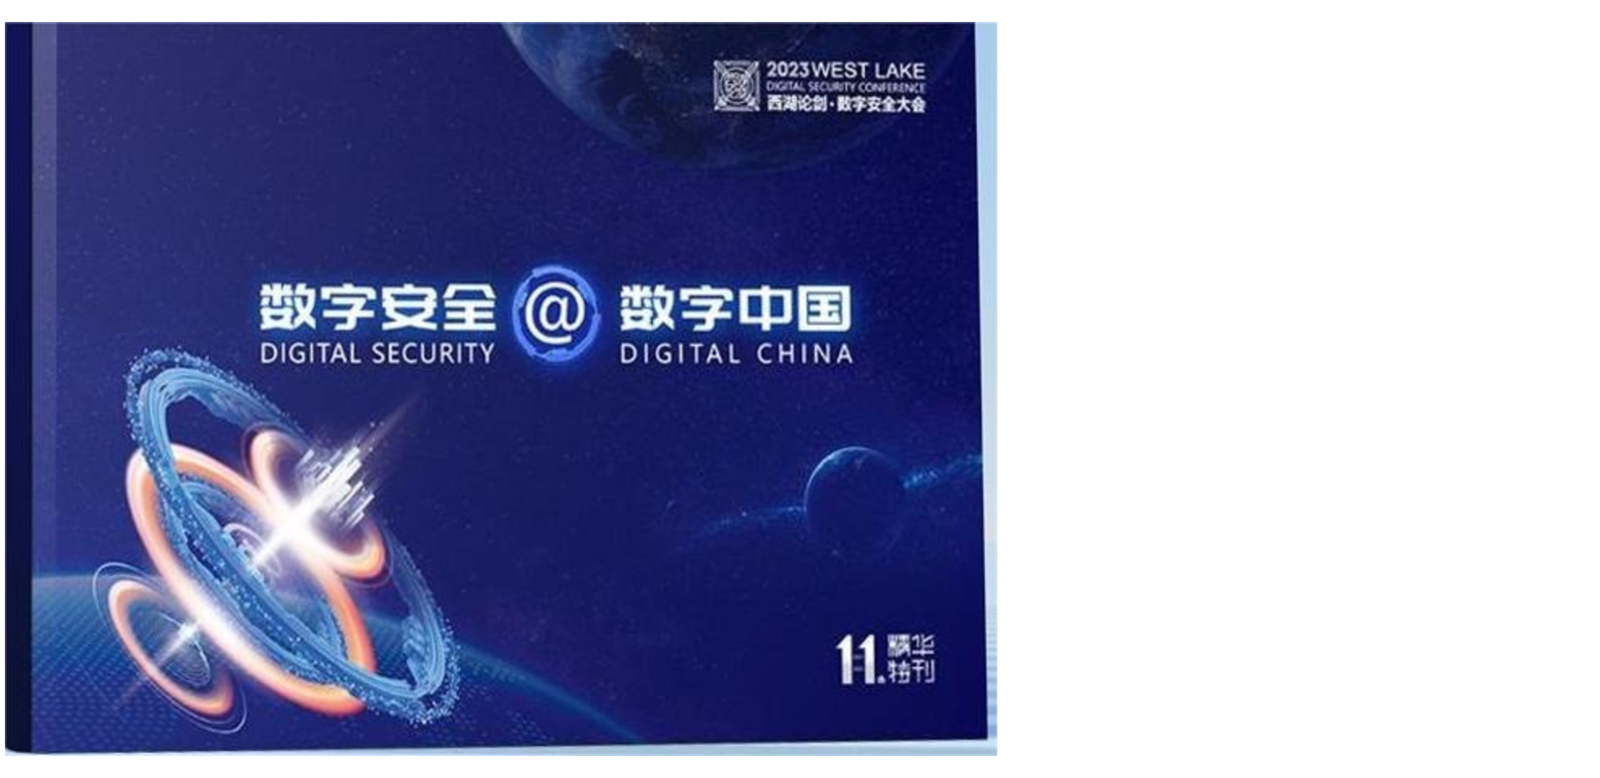 2023 WEST LAKE
DIGITAL SECURITY CONFERENCE
西湖论剑·数字安全大会
数字安全 @ 数字中国
DIGITAL SECURITY DIGITAL CHINA
11. 精华
特刊